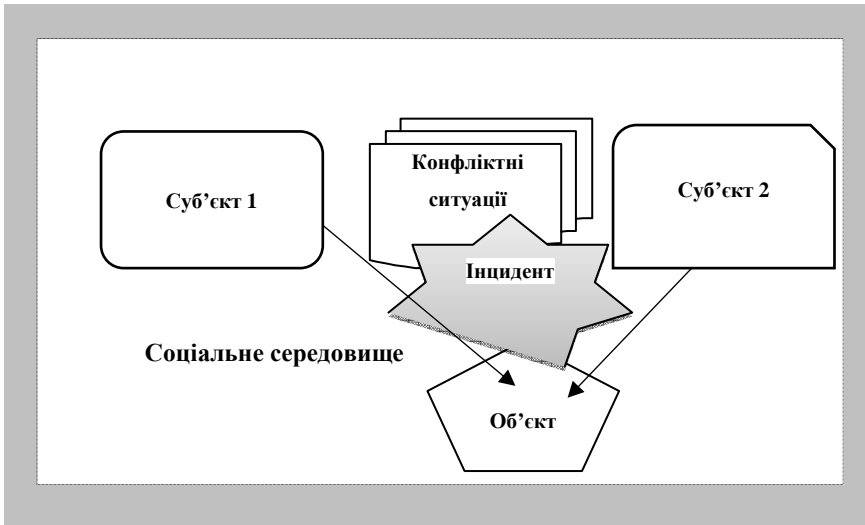 Суб’єкт 1
Конфліктні
ситуації
Суб’єкт 2
Інцидент
Соціальне середовище
Об’єкт